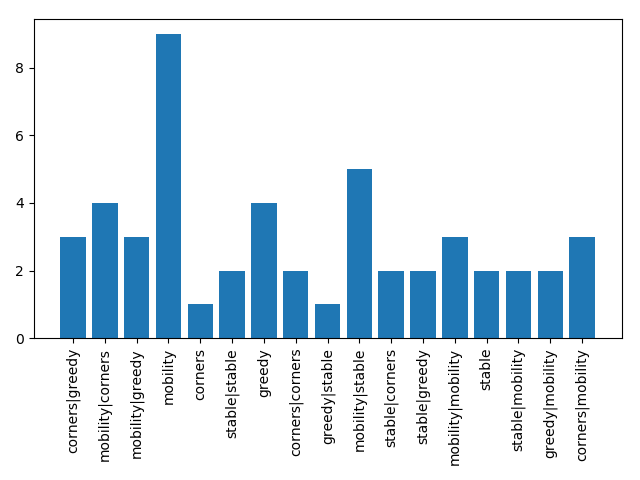 8
6
4
2
0
corners|greedy
mobility|corners
mobility|greedy
mobility
corners
stable|stable
greedy
corners|corners
greedy|stable
mobility|stable
stable|corners
stable|greedy
mobility|mobility
stable
stable|mobility
greedy|mobility
corners|mobility